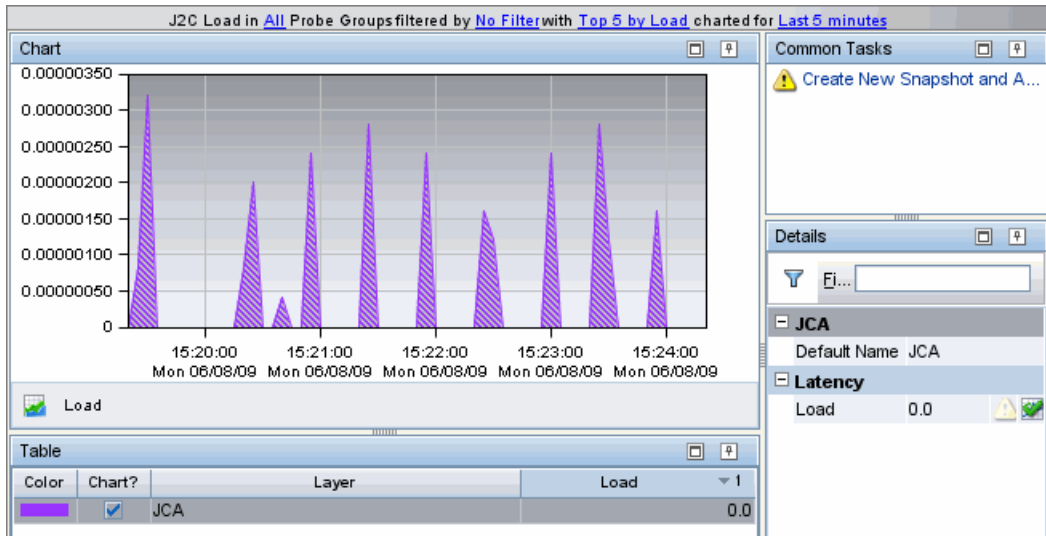 J2C Load in All Probe Groups filtered by No Filter with Top 5 by Load charted for Last 5 minutes
Chart
0.00000350
0.00000300
0.00000250
0.00000200
0.00000150
0.00000100
0.00000050
0
15:20:00 15:21:00 15:22:00 15:23:00 15:24:00
Mon 06/08/09 Mon 06/08/09 Mon 06/08/09 Mon 06/08/09 Mon 06/08/09
Load
Table
Color Chart? Layer Load 1
JCA 0.0
Common Tasks
Create New Snapshot and A...
Details
Fi...
JCA
Default Name JCA
Latency
Load 0.0